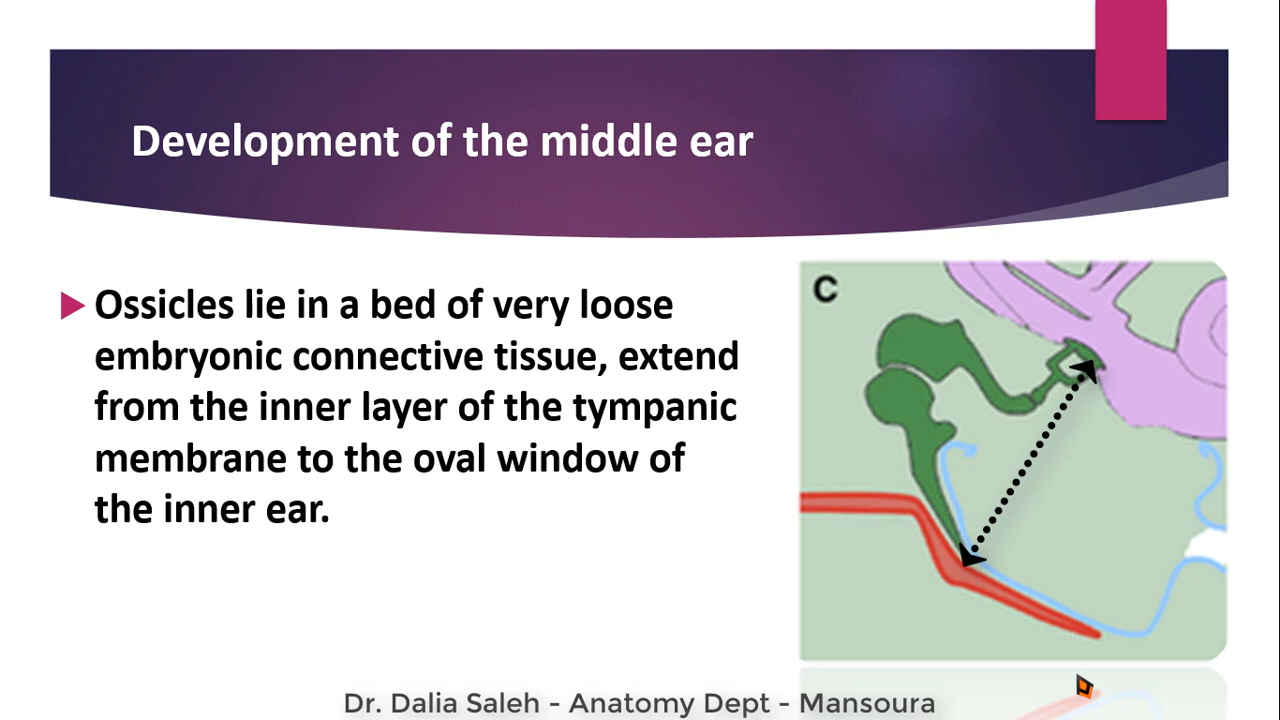 Development of the middle ear
Ossicles lie in a bed of very loose
embryonic connective tissue, extend
from the inner layer of the tympanic
membrane to the oval window of
the inner ear.
C
Dr. Dalia Saleh - Anatomy Dept - Mansoura